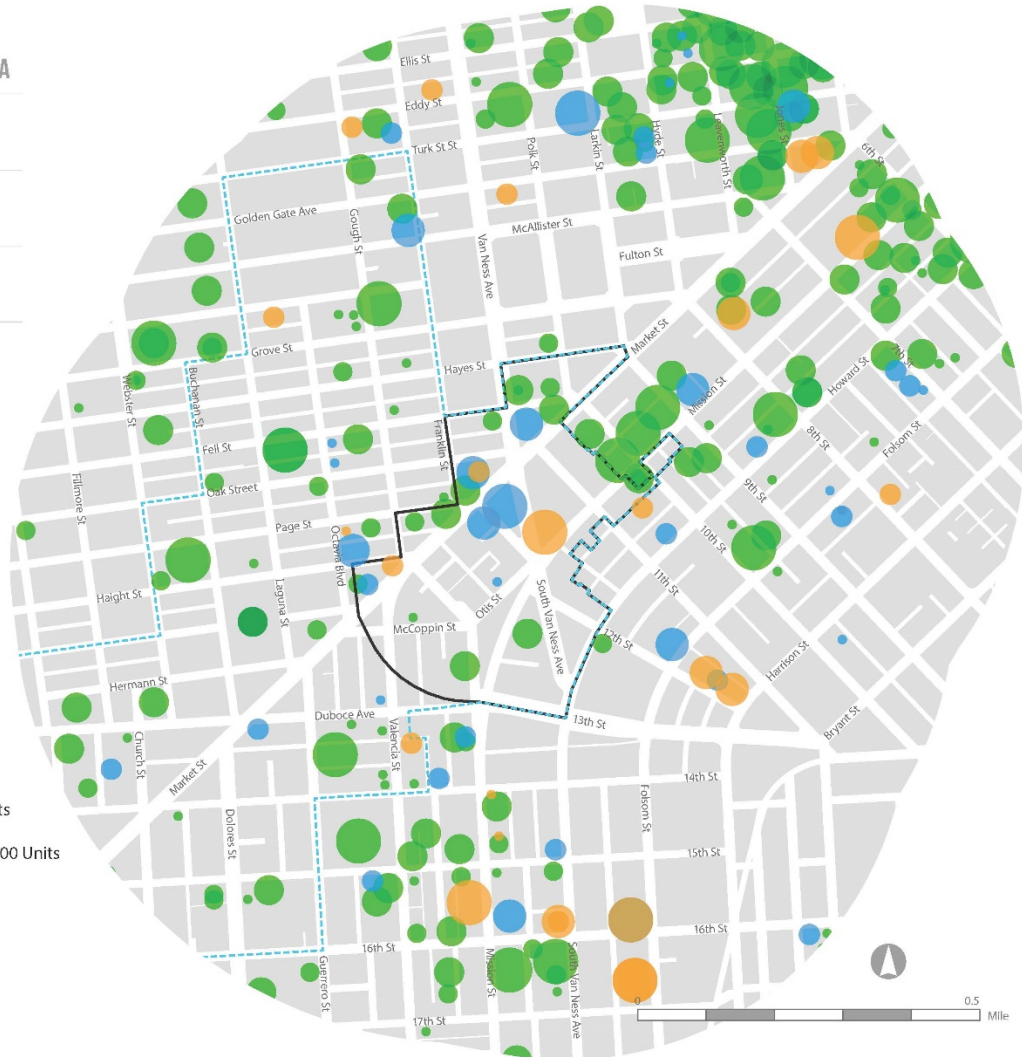 A
Ellis St
Eddy St
Turk St St
Golden Gate Ave
Gough St
Van Ness Ave
Polk St
Larkin St
Hyde St
Leavenworth St
Jones St
6th St
McAllister St
Fulton St
Grove St
Hayes St
Market St
Mission St
Howard St
7th St
Folsom St
8th St
9th St
10th St
11th St
12th St
Harrison St
Bryant St
Webster St
Buchanan St
Fell St
Oak Street
Franklin St
Fillmore St
Page St
Octavia Blvd
Haight St
Laguna St
McCoppin St
Otis St
South Van Ness Ave
Hermann St
Duboce Ave
Valencia St
13th St
Church St
Market St
14th St
Dolores St
Folsom St
15th St
ts
00 Units
16th St
16th St
Guerrero St
Mission St
South Van Ness Ave
17th St
0
0.5
Mile